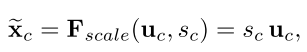 x̃_c = F_scale(u_c, s_c) = s_c u_c,